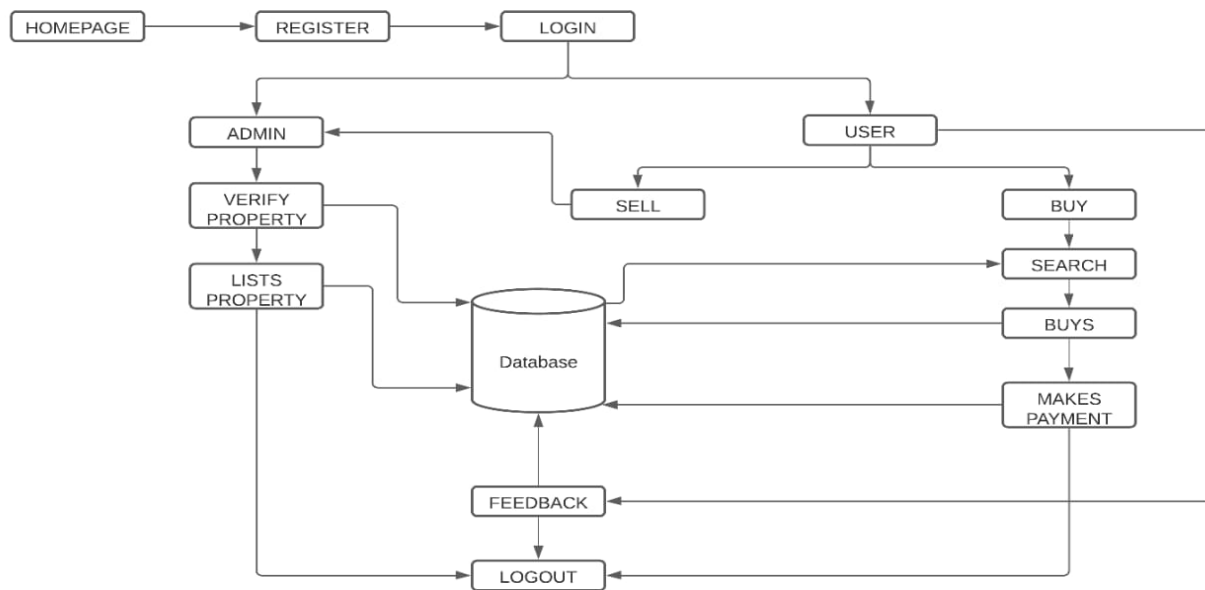 HOMEPAGE
REGISTER
LOGIN
ADMIN
USER
VERIFY
PROPERTY
SELL
BUY
LISTS
PROPERTY
SEARCH
BUYS
Database
MAKES
PAYMENT
FEEDBACK
LOGOUT